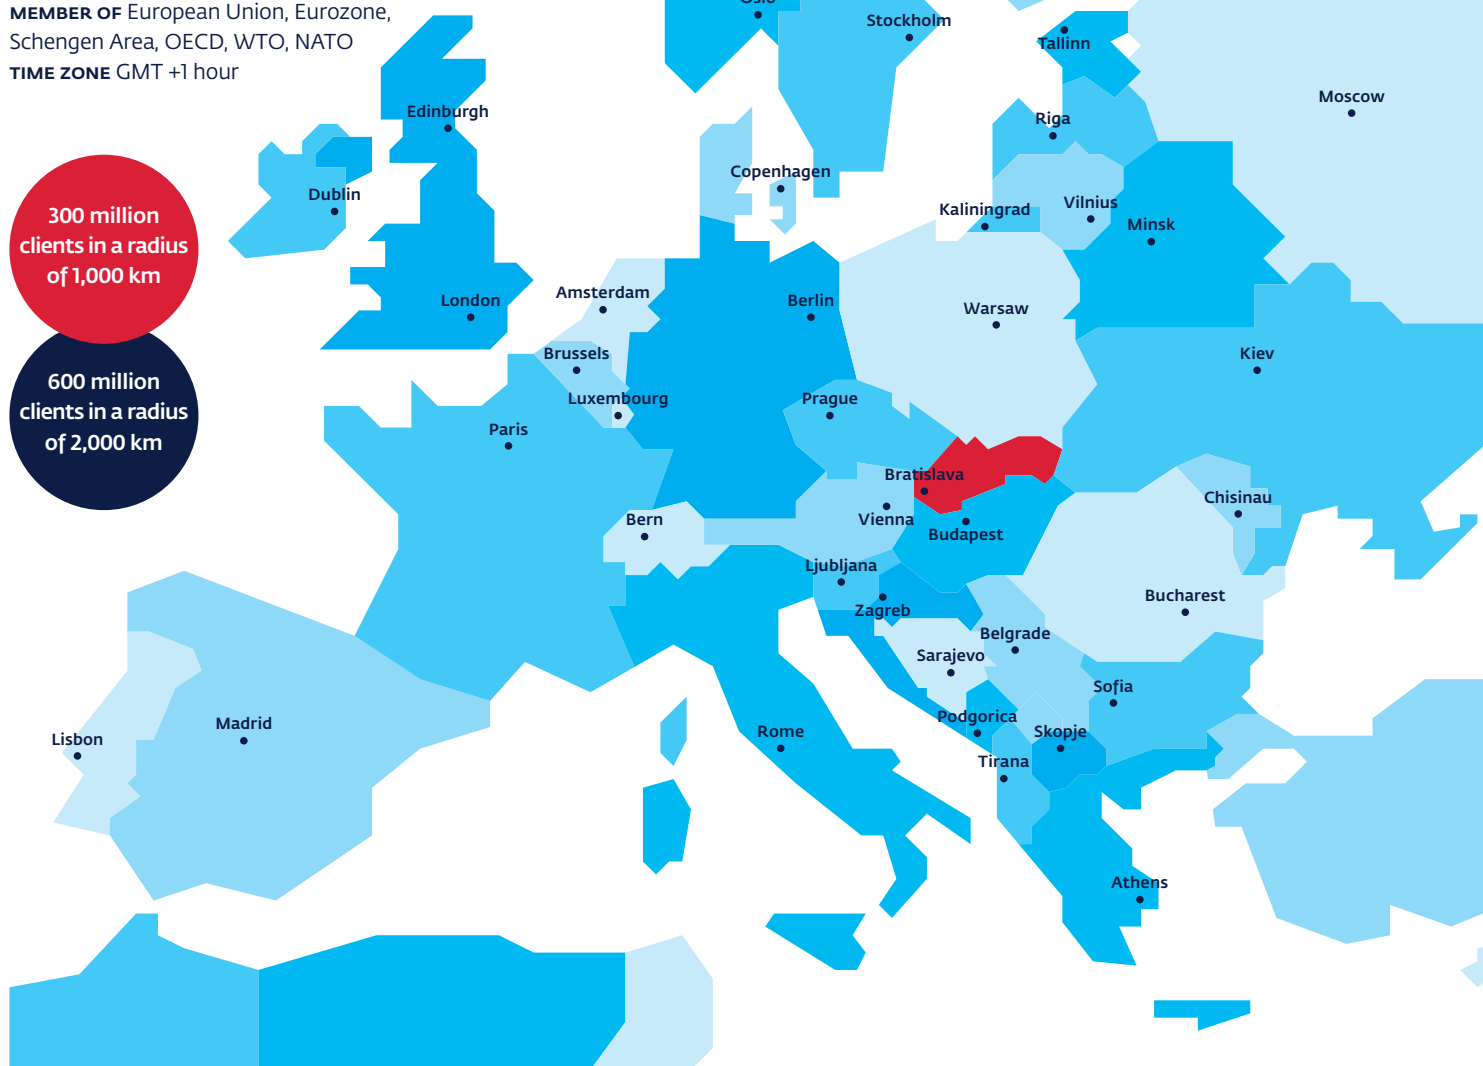 MEMBER OF European Union, Eurozone,
Schengen Area, OECD, WTO, NATO
TIME ZONE GMT +1 hour
300 million
clients in a radius
of 1,000 km
600 million
clients in a radius
of 2,000 km
Oslo
Stockholm
Tallinn
Moscow
Edinburgh
Riga
Copenhagen
Dublin
Vilnius
Kaliningrad
Minsk
Amsterdam
London
Berlin
Warsaw
Brussels
Kiev
Luxembourg
Prague
Paris
Bratislava
Chisinau
Bern
Vienna
Budapest
Ljubljana
Bucharest
Zagreb
Belgrade
Sarajevo
Sofia
Podgorica
Madrid
Rome
Skopje
Lisbon
Tirana
Athens